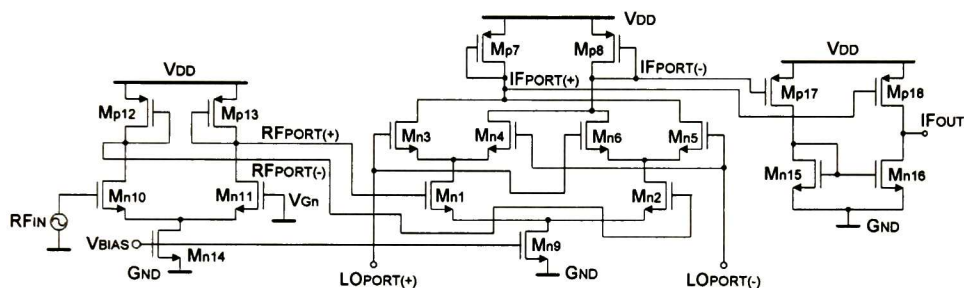 VDD
Mp7
Mp8
VDD
VDD
IFPORT(+)
IFPORT(-)
Mp17
Mp18
Mp12
Mp13
IFOUT
RFPORT(+)
Mn3
Mn4
Mn6
Mn5
RFPORT(-)
Mn10
Mn11
Mn1
Mn2
Mn15
Mn16
VGn
RFIN
GND
VBIAS
Mn14
Mn9
GND
GND
LOPORT(+)
LOPORT(-)